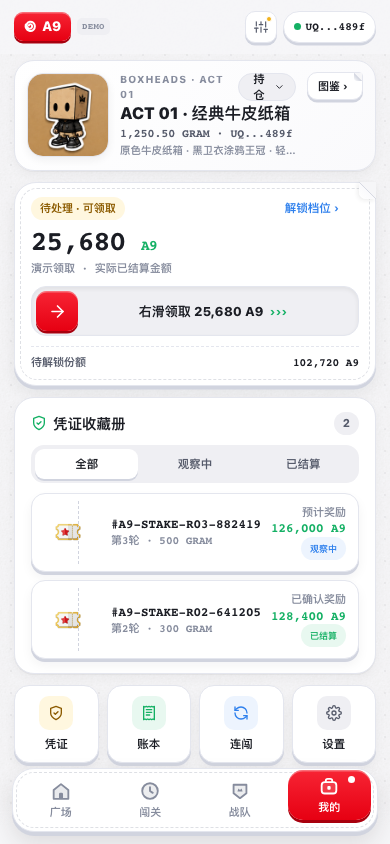 A9
DEMO
UQ...489f
BOXHEADS · ACT 01
持仓
图鉴 ›
ACT 01 · 经典牛皮纸箱
1,250.50 GRAM · UQ...489f
原色牛皮纸箱 · 黑卫衣涂鸦王冠 · 轻...
待处理 · 可领取
解锁档位 ›
25,680 A9
演示领取 · 实际已结算金额
右滑领取 25,680 A9 ›››
待解锁份额
102,720 A9
凭证收藏册
2
全部
观察中
已结算
#A9-STAKE-R03-882419
第3轮 · 500 GRAM
预计奖励
126,000 A9
观察中
#A9-STAKE-R02-641205
第2轮 · 300 GRAM
已确认奖励
128,400 A9
已结算
凭证
账本
连闯
设置
广场
闯关
战队
我的